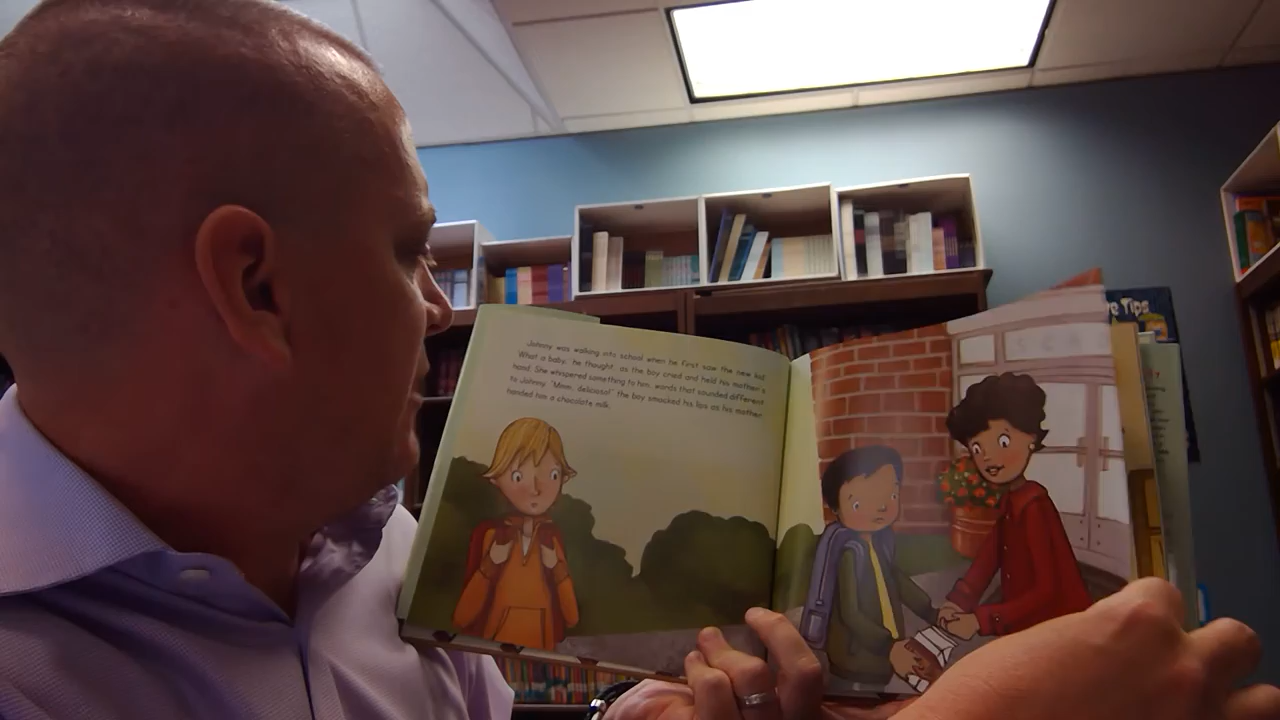 Johnny was walking into school when he first saw the new kid.
What a baby, he thought, as the boy cried and held his mother's
hand. She whispered something to him, words that sounded different
to Johnny. "Mmm, delicioso!" the boy smacked his lips as his mother
handed him a chocolate milk.
Tips